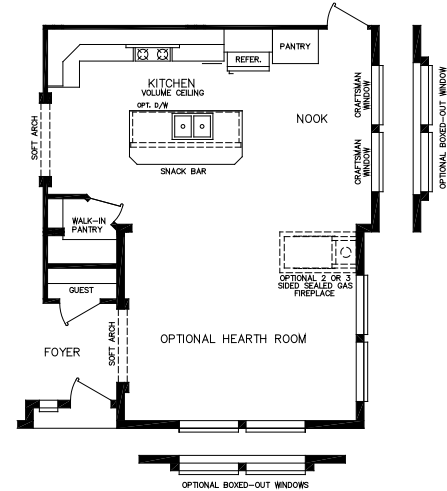 PANTRY
REFER.
KITCHEN
VOLUME CEILING
OPT. D/W
NOOK
CRAFTSMAN
WINDOW
CRAFTSMAN
WINDOW
OPTIONAL BOXED-OUT WINDOW
SOFT ARCH
SNACK BAR
WALK-IN
PANTRY
OPTIONAL 2 OR 3
SIDED SEALED GAS
FIREPLACE
GUEST
SOFT ARCH
OPTIONAL HEARTH ROOM
FOYER
OPTIONAL BOXED-OUT WINDOWS